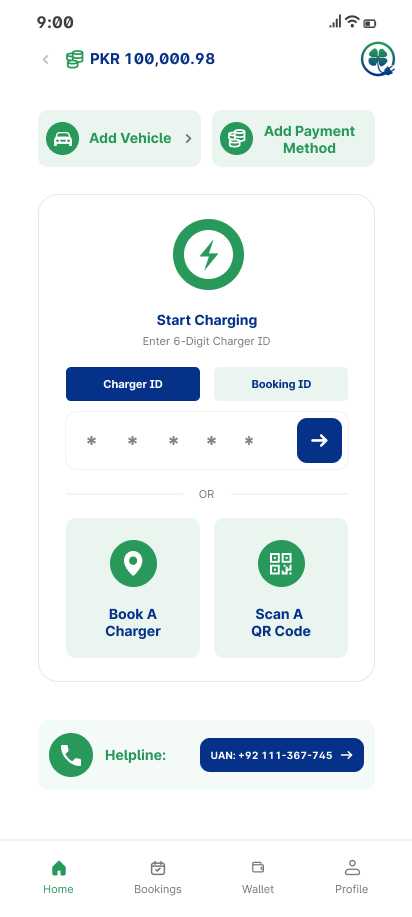 9:00
PKR 100,000.98
Add Vehicle
Add Payment
Method
Start Charging
Enter 6-Digit Charger ID
Charger ID
Booking ID
* * * * *
OR
Book A
Charger
Scan A
QR Code
Helpline:
UAN: +92 111-367-745
Home
Bookings
Wallet
Profile